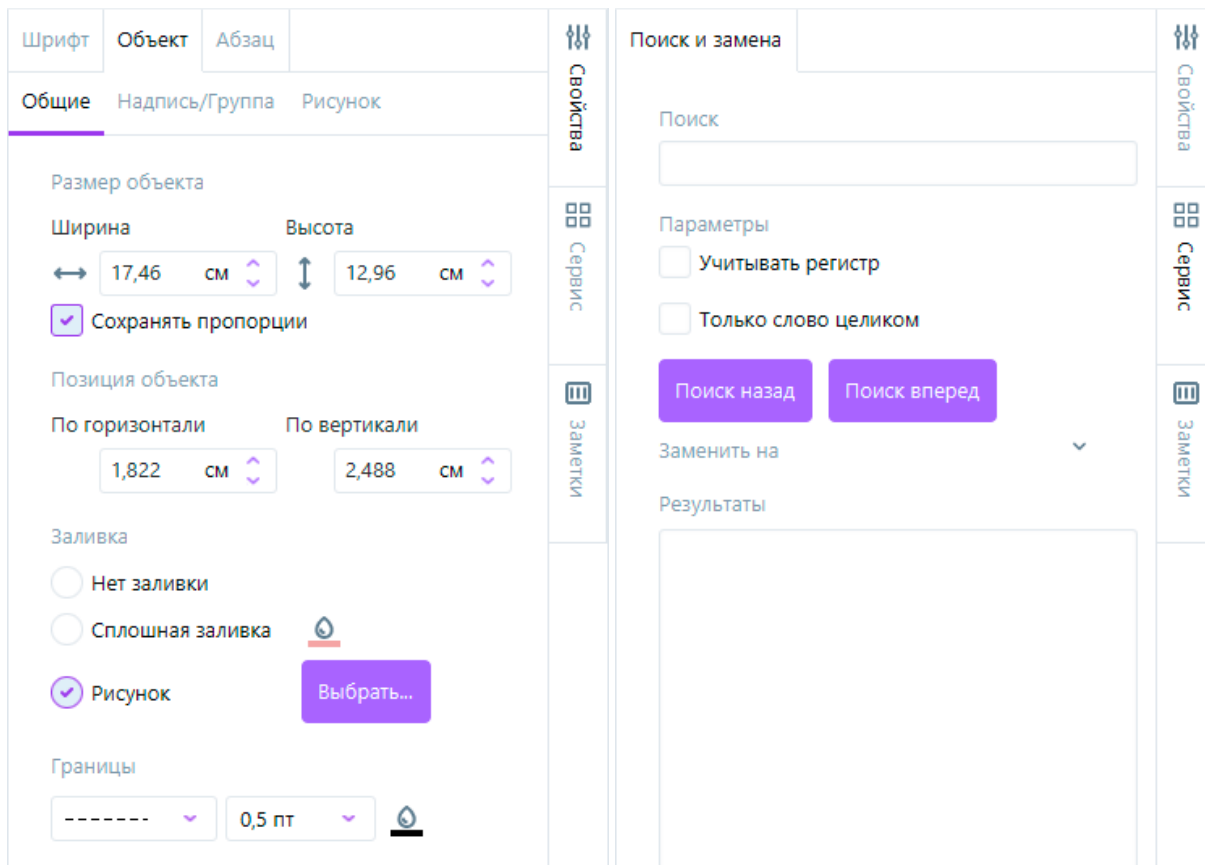 Шрифт Объект Абзац
Общие Надпись/Группа Рисунок
Размер объекта
Ширина Высота
17,46 см 12,96 см
Сохранять пропорции
Позиция объекта
По горизонтали По вертикали
1,822 см 2,488 см
Заливка
Нет заливки
Сплошная заливка
Рисунок Выбрать...
Границы
0,5 пт
Свойства
Сервис
Заметки
Поиск и замена
Поиск
Параметры
Учитывать регистр
Только слово целиком
Поиск назад Поиск вперед
Заменить на
Результаты
Свойства
Сервис
Заметки